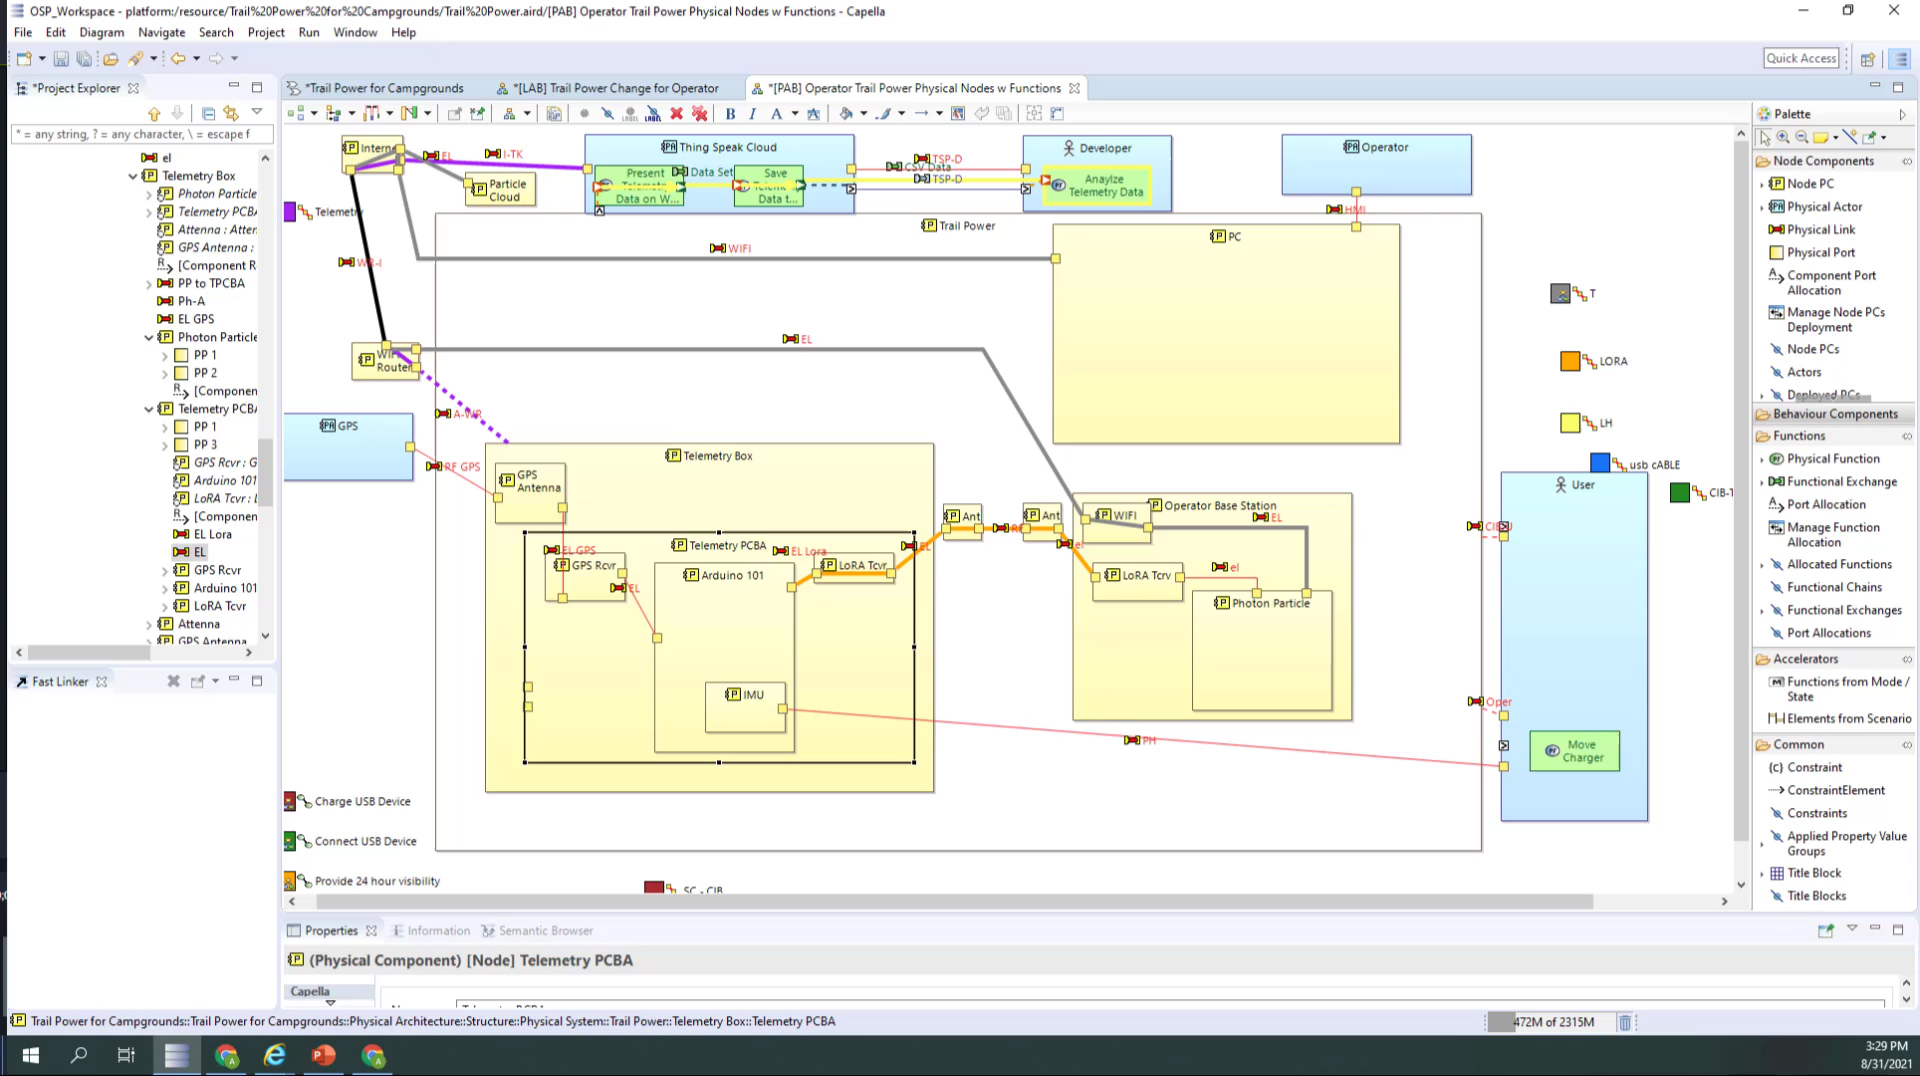 OSP_Workspace - platform:/resource/Trail%20Power%20for%20Campgrounds/Trail%20Power.aird/[PAB] Operator Trail Power Physical Nodes w Functions - Capella
File Edit Diagram Navigate Search Project Run Window Help
Quick Access
*Project Explorer
*Trail Power for Campgrounds
*[LAB] Trail Power Change for Operator
*[PAB] Operator Trail Power Physical Nodes w Functions
* = any string, ? = any character, \ = escape f
el
Telemetry Box
Photon Particle
Telemetry PCBA
Attenna : Atten
GPS Antenna :
[Component R
PP to TPCBA
Ph-A
EL GPS
Photon Particle
PP 1
PP 2
[Componen
Telemetry PCBA
PP 1
PP 3
GPS Rcvr : G
Arduino 101
LoRA Tcvr :
[Componen
EL Lora
EL
GPS Rcvr
Arduino 101
LoRA Tcvr
Attenna
GPS Antenna
Fast Linker
B I A
Interne
EL
I-TK
Particle
Cloud
Thing Speak Cloud
Present
Data on W...
Data Set
Save
Data t...
TSP-D
CSV Data
TSP-D
Developer
Anaylze
Telemetry Data
Operator
HMI
Telemetry
Trail Power
PC
WIFI
WR-I
EL
Router
A-WR
GPS
RF GPS
Telemetry Box
GPS
Antenna
Telemetry PCBA
EL GPS
GPS Rcvr
EL
Arduino 101
EL Lora
LoRA Tcvr
IMU
Ant
Ant
el
WIFI
Operator Base Station
EL
LoRA Tcrv
el
Photon Particle
PH
T
LORA
LH
usb cABLE
CIB-T
User
Oper
Move
Charger
Charge USB Device
Connect USB Device
Provide 24 hour visibility
SC - CIB
Palette
Node Components
Node PC
Physical Actor
Physical Link
Physical Port
Component Port
Allocation
Manage Node PCs
Deployment
Node PCs
Actors
Deployed PCs
Behaviour Components
Functions
Physical Function
Functional Exchange
Port Allocation
Manage Function
Allocation
Allocated Functions
Functional Chains
Functional Exchanges
Port Allocations
Accelerators
Functions from Mode /
State
Elements from Scenario
Common
{c} Constraint
ConstraintElement
Constraints
Applied Property Value
Groups
Title Block
Title Blocks
Properties
Information
Semantic Browser
(Physical Component) [Node] Telemetry PCBA
Capella
Trail Power for Campgrounds::Trail Power for Campgrounds::Physical Architecture::Structure::Physical System::Trail Power::Telemetry Box::Telemetry PCBA
472M of 2315M
3:29 PM
8/31/2021